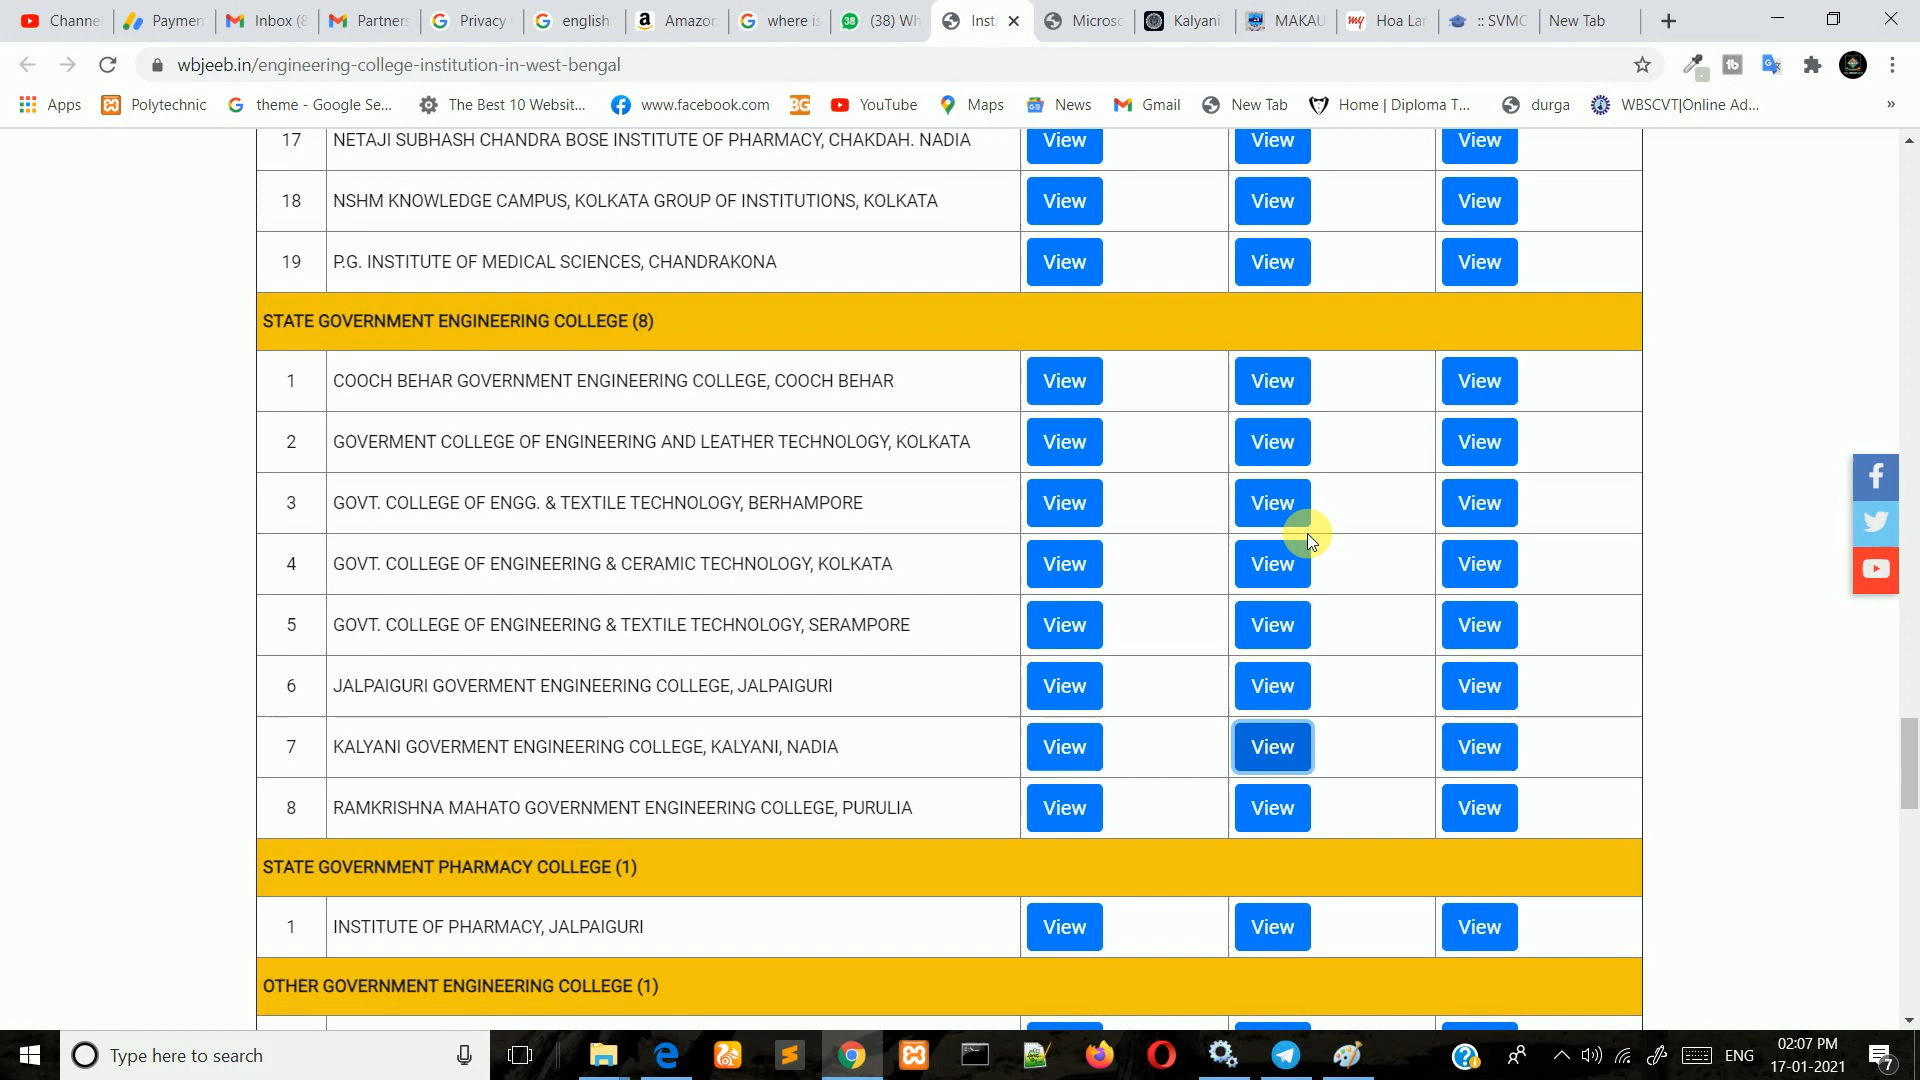 Channe
Paymen
Inbox (8
Partners
Privacy
english
Amazon
where is
(38) Wh
Insti
Microso
Kalyani
MAKAU
Hoa Lan
:: SVMC
New Tab
wbjeeb.in/engineering-college-institution-in-west-bengal
Apps
Polytechnic
theme - Google Se...
The Best 10 Websit...
www.facebook.com
YouTube
Maps
News
Gmail
New Tab
Home | Diploma T...
durga
WBSCVT|Online Ad...
»
17 NETAJI SUBHASH CHANDRA BOSE INSTITUTE OF PHARMACY, CHAKDAH. NADIA View View View
18 NSHM KNOWLEDGE CAMPUS, KOLKATA GROUP OF INSTITUTIONS, KOLKATA View View View
19 P.G. INSTITUTE OF MEDICAL SCIENCES, CHANDRAKONA View View View
STATE GOVERNMENT ENGINEERING COLLEGE (8)
1 COOCH BEHAR GOVERNMENT ENGINEERING COLLEGE, COOCH BEHAR View View View
2 GOVERMENT COLLEGE OF ENGINEERING AND LEATHER TECHNOLOGY, KOLKATA View View View
3 GOVT. COLLEGE OF ENGG. & TEXTILE TECHNOLOGY, BERHAMPORE View View View
4 GOVT. COLLEGE OF ENGINEERING & CERAMIC TECHNOLOGY, KOLKATA View View View
5 GOVT. COLLEGE OF ENGINEERING & TEXTILE TECHNOLOGY, SERAMPORE View View View
6 JALPAIGURI GOVERMENT ENGINEERING COLLEGE, JALPAIGURI View View View
7 KALYANI GOVERMENT ENGINEERING COLLEGE, KALYANI, NADIA View View View
8 RAMKRISHNA MAHATO GOVERNMENT ENGINEERING COLLEGE, PURULIA View View View
STATE GOVERNMENT PHARMACY COLLEGE (1)
1 INSTITUTE OF PHARMACY, JALPAIGURI View View View
OTHER GOVERNMENT ENGINEERING COLLEGE (1)
Type here to search
ENG
02:07 PM
17-01-2021
7